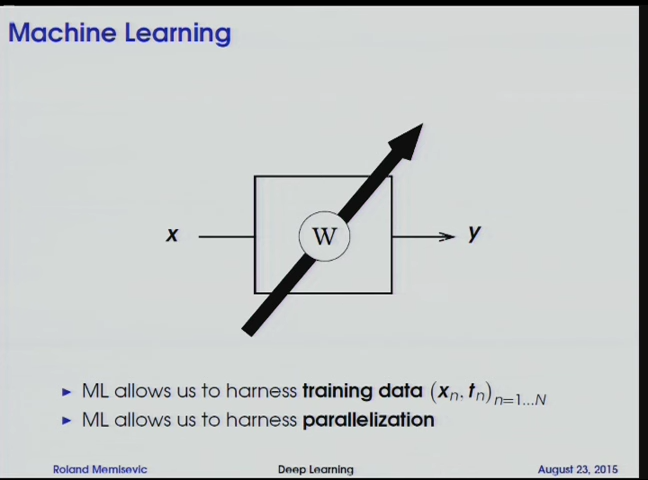 Machine Learning
x
W
y
▸ ML allows us to harness training data (xn, tn)n=1...N
▸ ML allows us to harness parallelization
Roland Memisevic Deep Learning August 23, 2015